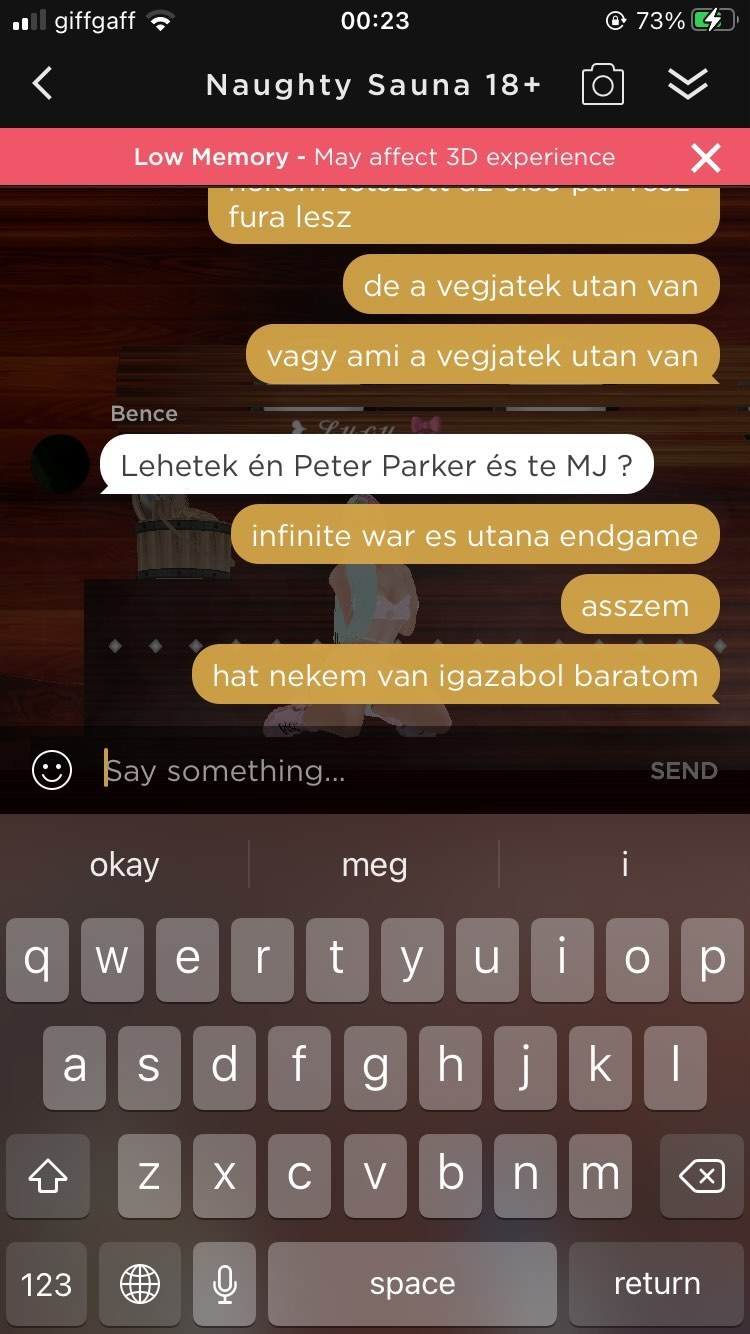 giffgaff 00:23 73%
Naughty Sauna 18+
Low Memory - May affect 3D experience
fura lesz
de a vegjatek utan van
vagy ami a vegjatek utan van
Bence
Lucy
Lehetek én Peter Parker és te MJ ?
infinite war es utana endgame
asszem
hat nekem van igazabol baratom
Say something... SEND
okay meg i
q w e r t y u i o p
a s d f g h j k l
z x c v b n m
123 space return